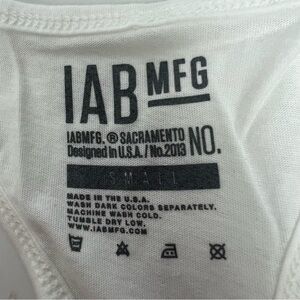 IAB MFG
IABMFG. ® SACRAMENTO
Designed in U.S.A. / No.2013 NO.
SMALL
MADE IN THE U.S.A.
WASH DARK COLORS SEPARATELY.
MACHINE WASH COLD.
TUMBLE DRY LOW.
WWW.IABMFG.COM